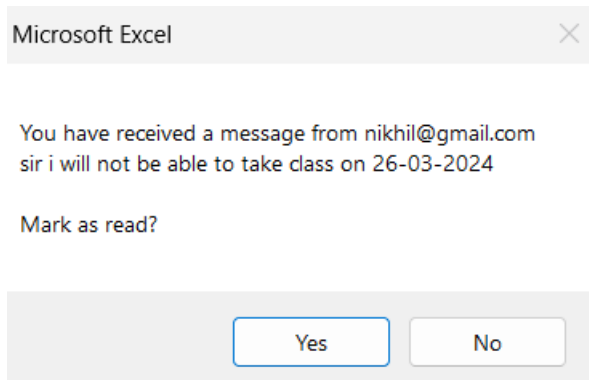 Microsoft Excel
You have received a message from nikhil@gmail.com
sir i will not be able to take class on 26-03-2024
Mark as read?
Yes
No